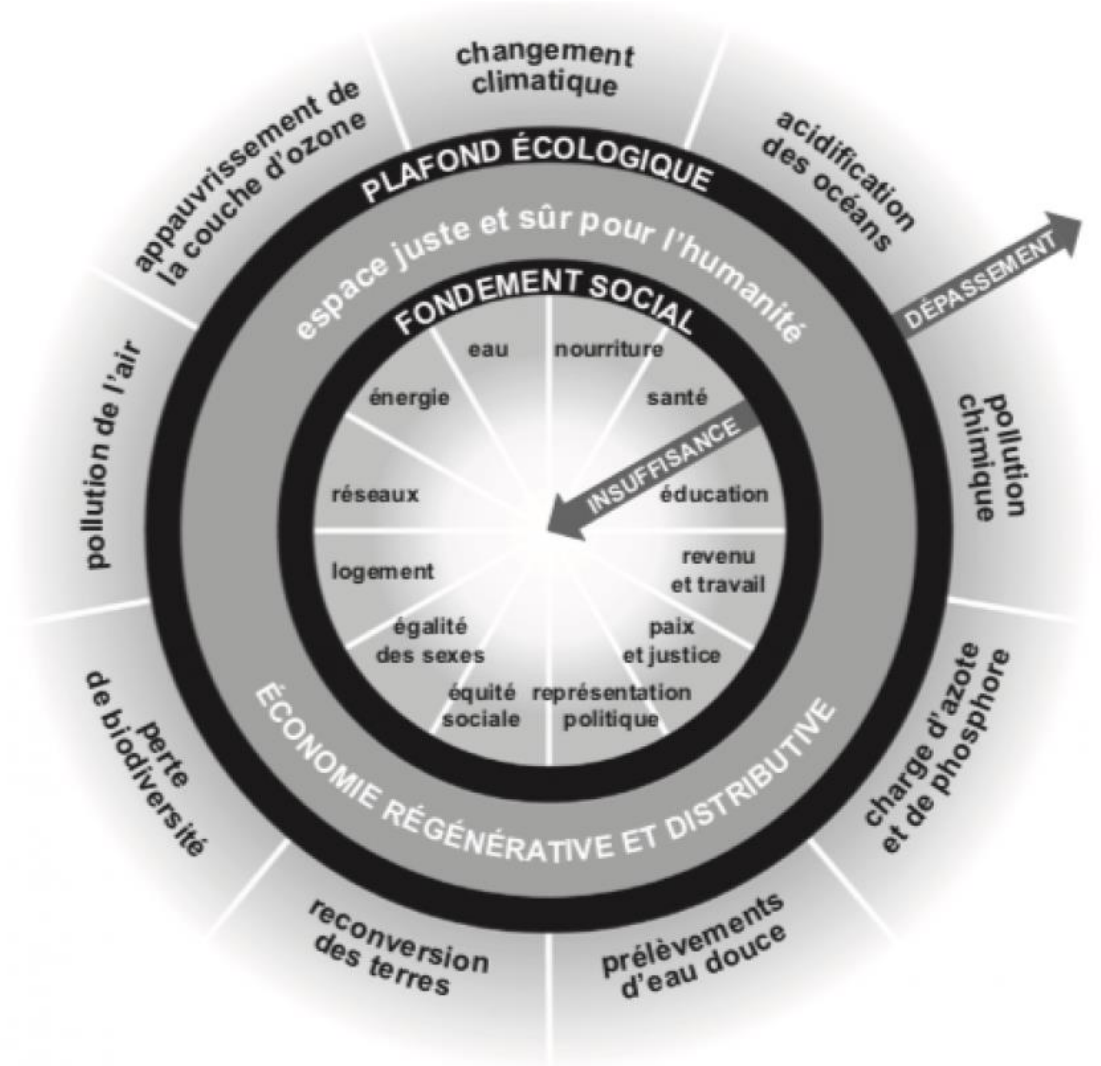 changement
climatique
acidification
des océans
DÉPASSEMENT
pollution
chimique
charge d'azote
et de phosphore
prélèvements
d'eau douce
reconversion
des terres
perte
de biodiversité
pollution de l'air
appauvrissement de
la couche d'ozone
PLAFOND ÉCOLOGIQUE
espace juste et sûr pour l'humanité
FONDEMENT SOCIAL
eau
nourriture
énergie
santé
INSUFFISANCE
réseaux
éducation
logement
revenu
et travail
égalité
des sexes
paix
et justice
équité
sociale
représentation
politique
ÉCONOMIE RÉGÉNÉRATIVE ET DISTRIBUTIVE